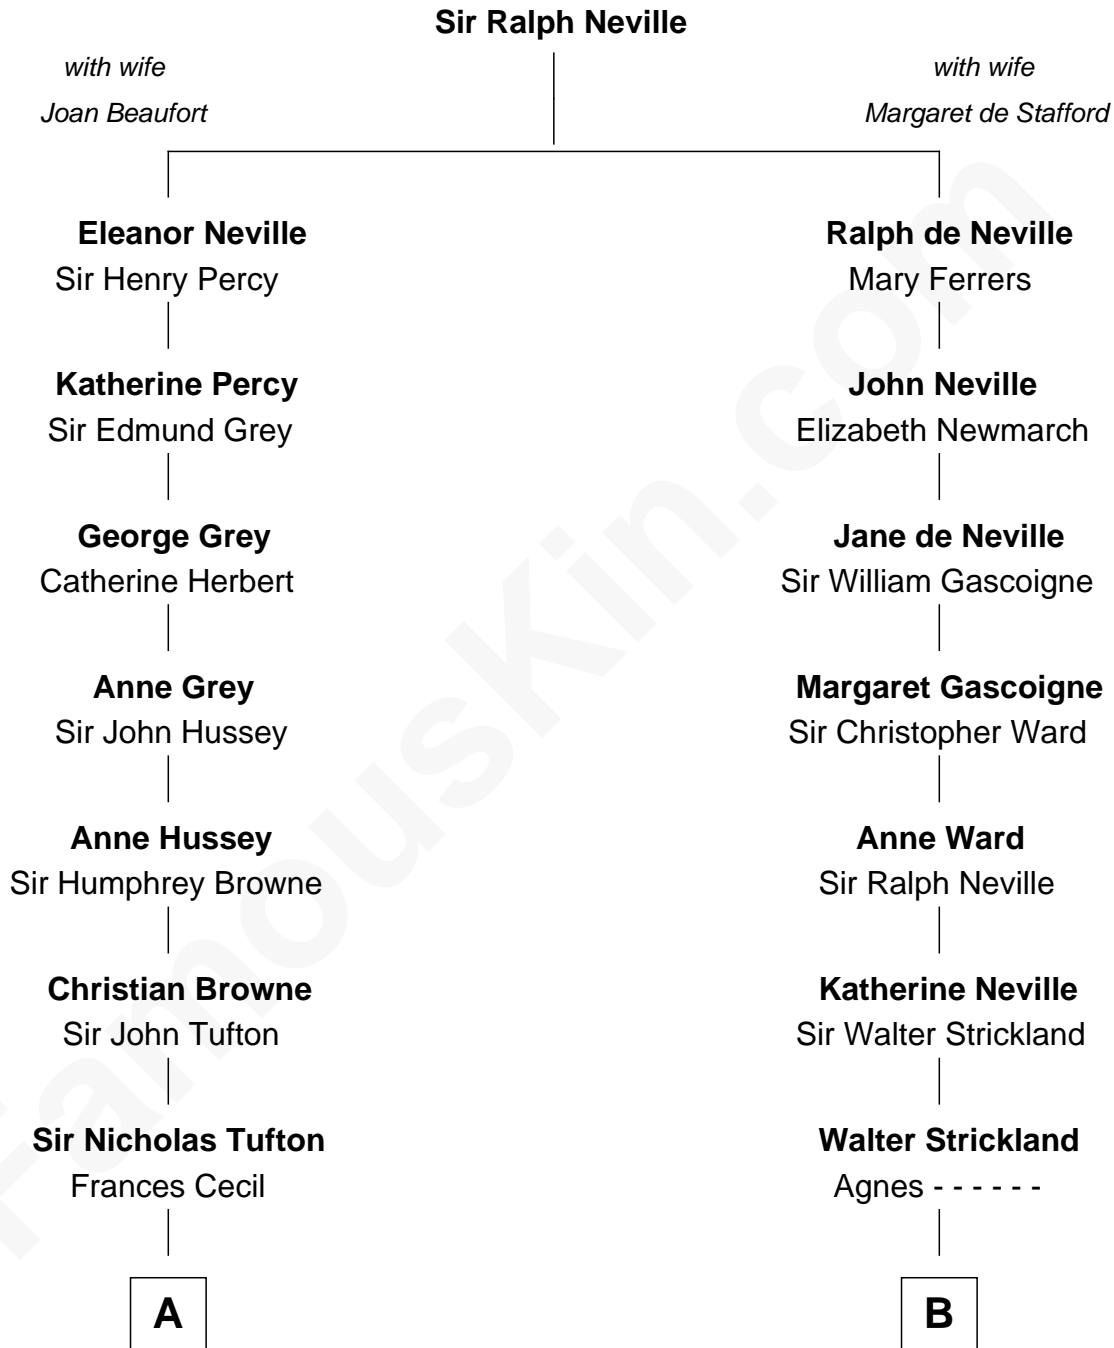 Sir Ralph Neville
with wife
Joan Beaufort
with wife
Margaret de Stafford
Eleanor Neville
Sir Henry Percy
Ralph de Neville
Mary Ferrers
Katherine Percy
Sir Edmund Grey
John Neville
Elizabeth Newmarch
George Grey
Catherine Herbert
Jane de Neville
Sir William Gascoigne
Anne Grey
Sir John Hussey
Margaret Gascoigne
Sir Christopher Ward
Anne Hussey
Sir Humphrey Browne
Anne Ward
Sir Ralph Neville
Christian Browne
Sir John Tufton
Katherine Neville
Sir Walter Strickland
Sir Nicholas Tufton
Frances Cecil
Walter Strickland
Agnes - - - - - -
A
B
FamousKin.com